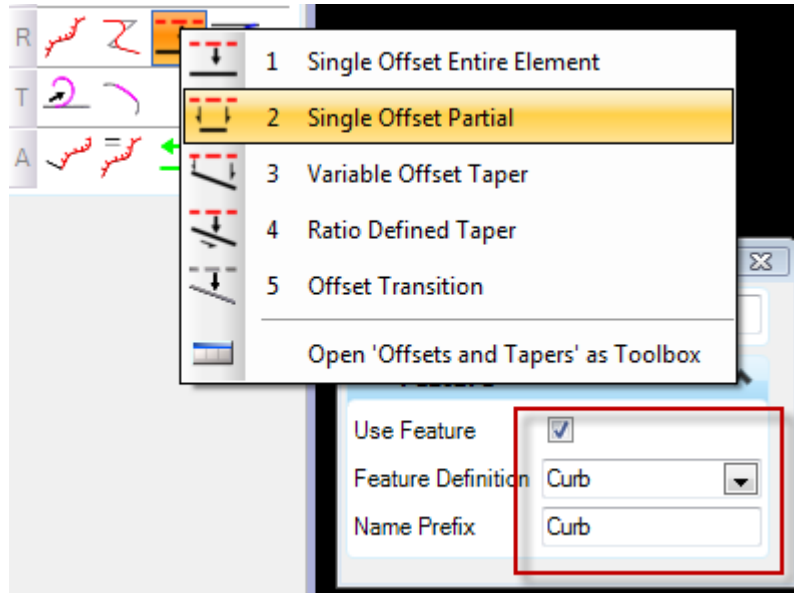 R
1 Single Offset Entire Element
2 Single Offset Partial
T
3 Variable Offset Taper
A
4 Ratio Defined Taper
5 Offset Transition
Open 'Offsets and Tapers' as Toolbox
Use Feature
Feature Definition Curb
Name Prefix Curb